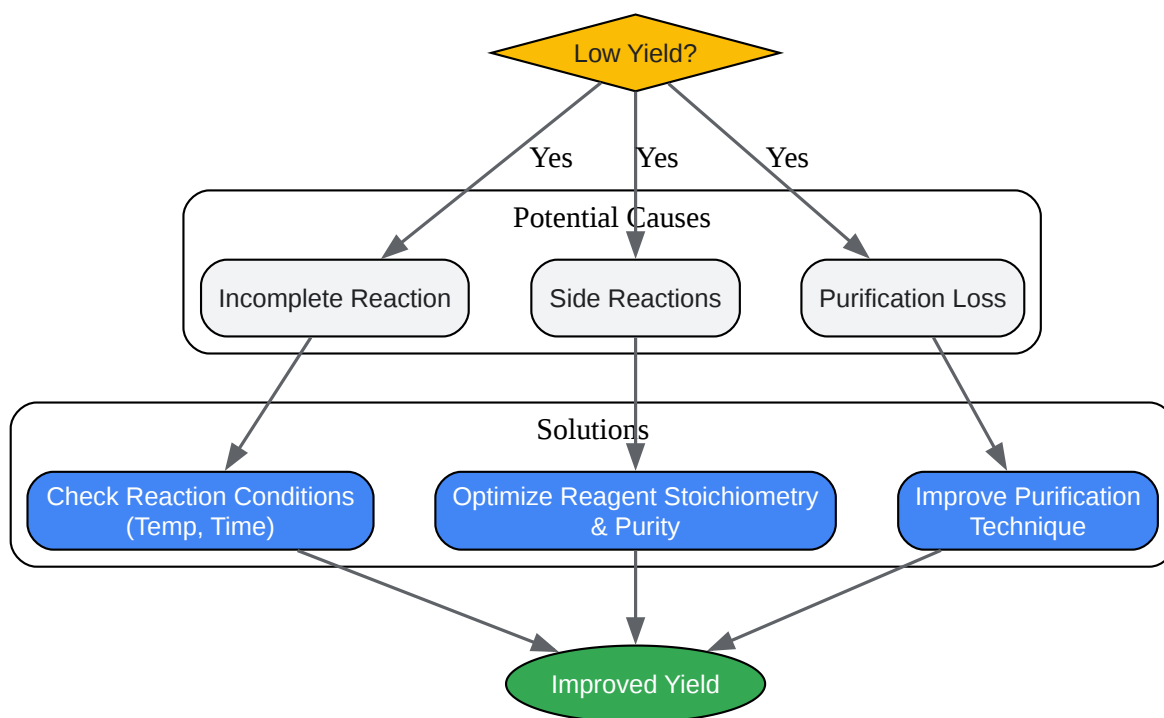 Low Yield?
Yes
Yes
Yes
Potential Causes
Incomplete Reaction
Side Reactions
Purification Loss
Solutions
Check Reaction Conditions
(Temp, Time)
Optimize Reagent Stoichiometry
& Purity
Improve Purification
Technique
Improved Yield